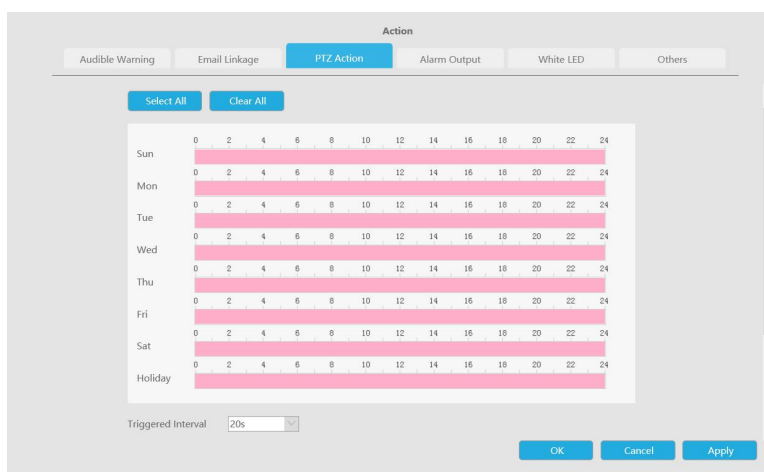 Action
Audible Warning Email Linkage PTZ Action Alarm Output White LED Others
Select All Clear All
0 2 4 6 8 10 12 14 16 18 20 22 24
Sun
0 2 4 6 8 10 12 14 16 18 20 22 24
Mon
0 2 4 6 8 10 12 14 16 18 20 22 24
Tue
0 2 4 6 8 10 12 14 16 18 20 22 24
Wed
0 2 4 6 8 10 12 14 16 18 20 22 24
Thu
0 2 4 6 8 10 12 14 16 18 20 22 24
Fri
0 2 4 6 8 10 12 14 16 18 20 22 24
Sat
0 2 4 6 8 10 12 14 16 18 20 22 24
Holiday
Triggered Interval 20s
OK Cancel Apply